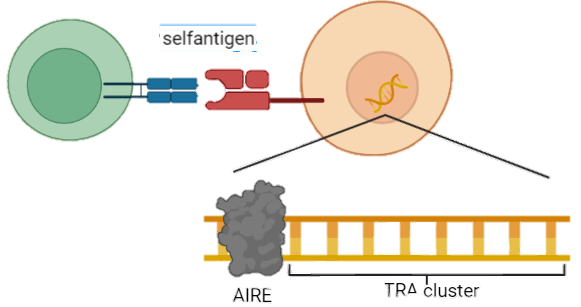 selfantigen
AIRE
TRA cluster